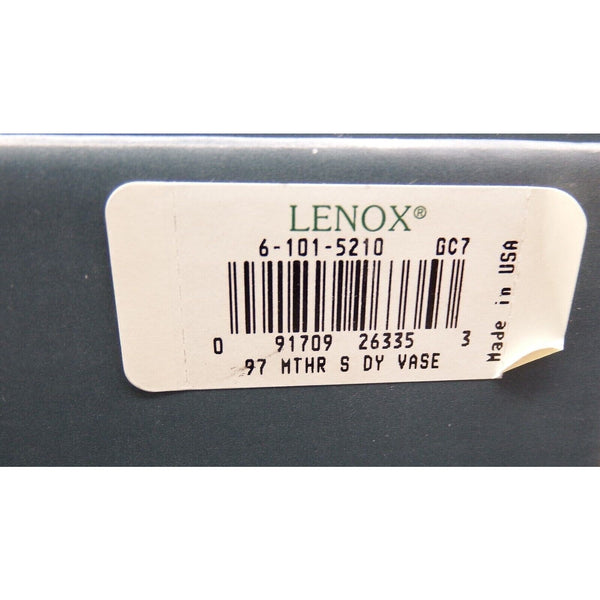 LENOX®
6-101-5210 GC7
0 91709 26335 3
97 MTHR S DY VASE
Made in USA